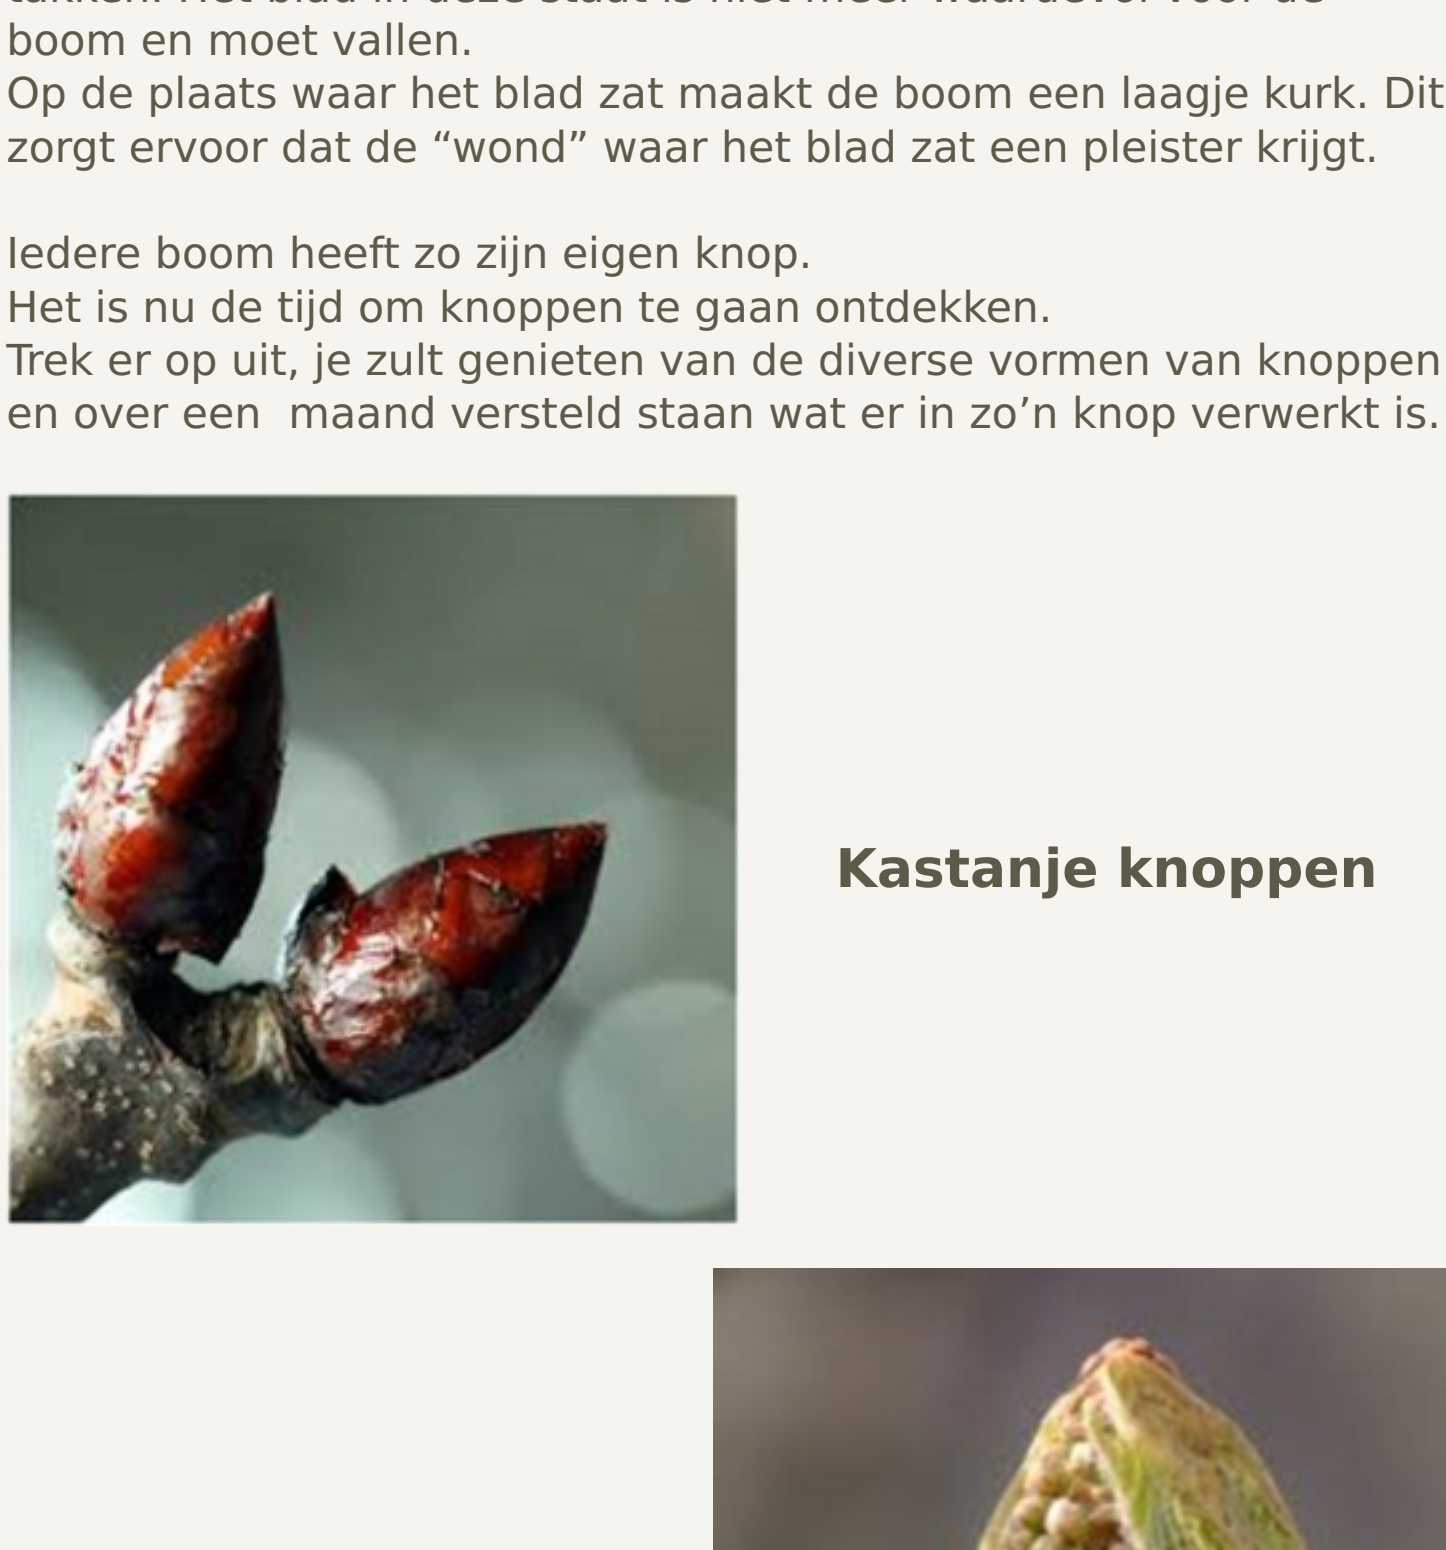 boom en moet vallen.
Op de plaats waar het blad zat maakt de boom een laagje kurk. Dit
zorgt ervoor dat de “wond” waar het blad zat een pleister krijgt.
Iedere boom heeft zo zijn eigen knop.
Het is nu de tijd om knoppen te gaan ontdekken.
Trek er op uit, je zult genieten van de diverse vormen van knoppen
en over een  maand versteld staan wat er in zo’n knop verwerkt is.
Kastanje knoppen